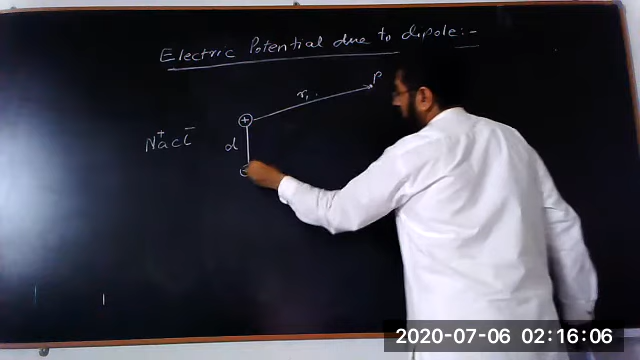 Electric Potential due to dipole:-
P
r₁
+
Na⁺Cl⁻
d
2020-07-06 02:16:06